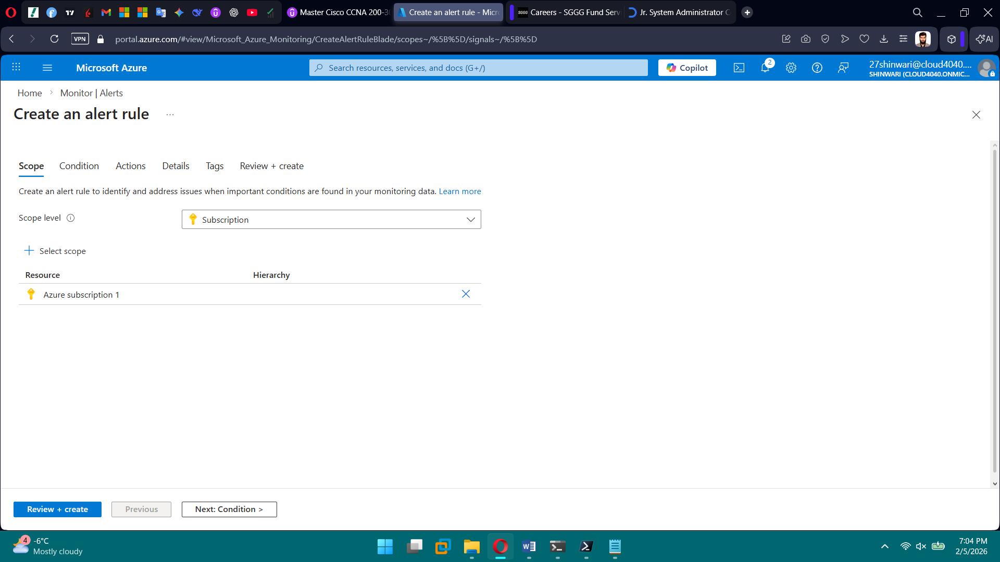 Master Cisco CCNA 200-30
Create an alert rule - Micro
SGGG
Careers - SGGG Fund Serv
Jr. System Administrator C
VPN
portal.azure.com/#view/Microsoft_Azure_Monitoring/CreateAlertRuleBlade/scopes~/%5B%5D/signals~/%5B%5D
AI
Microsoft Azure
Search resources, services, and docs (G+/)
Copilot
2
27shinwari@cloud4040....
SHINWARI (CLOUD4040.ONMIC...
Home
Monitor | Alerts
Create an alert rule
...
Scope
Condition
Actions
Details
Tags
Review + create
Create an alert rule to identify and address issues when important conditions are found in your monitoring data. Learn more
Scope level
Subscription
Select scope
Resource
Hierarchy
Azure subscription 1
Review + create
Previous
Next: Condition >
4
-6°C
Mostly cloudy
7:04 PM
2/5/2026